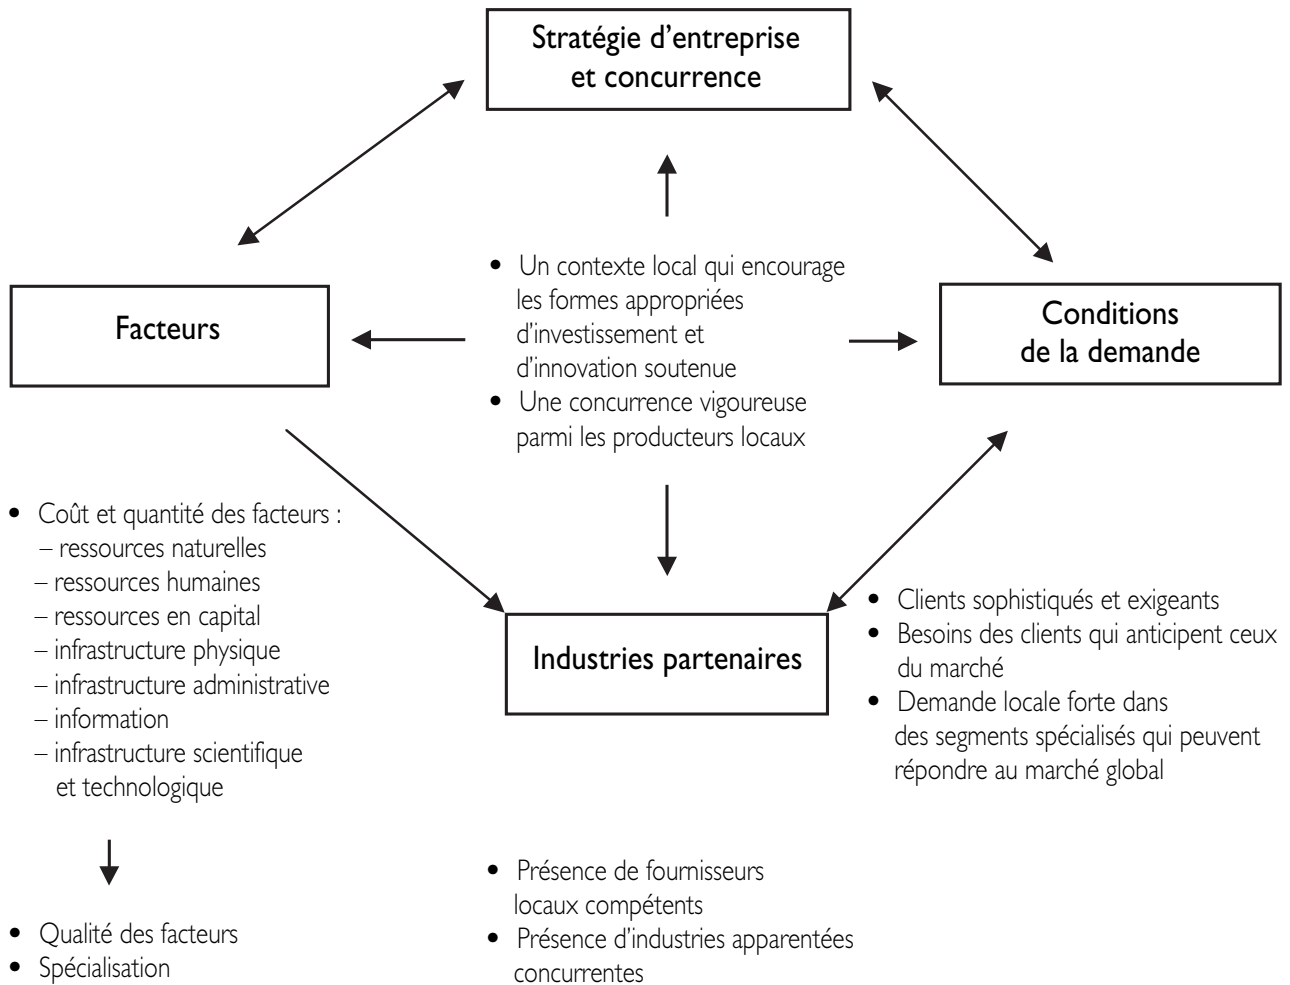 Stratégie d’entreprise
et concurrence
Facteurs
• Un contexte local qui encourage
les formes appropriées
d’investissement et
d’innovation soutenue
• Une concurrence vigoureuse
parmi les producteurs locaux
Conditions
de la demande
• Coût et quantité des facteurs :
– ressources naturelles
– ressources humaines
– ressources en capital
– infrastructure physique
– infrastructure administrative
– information
– infrastructure scientifique
et technologique
• Qualité des facteurs
• Spécialisation
Industries partenaires
• Présence de fournisseurs
locaux compétents
• Présence d’industries apparentées
concurrentes
• Clients sophistiqués et exigeants
• Besoins des clients qui anticipent ceux
du marché
• Demande locale forte dans
des segments spécialisés qui peuvent
répondre au marché global